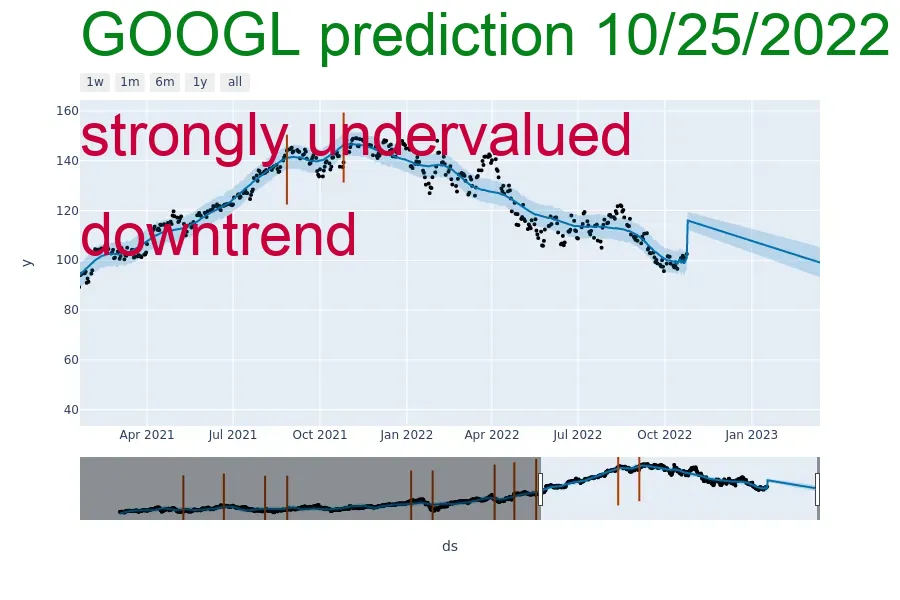 GOOGL prediction 10/25/2022
1w 1m 6m 1y all
160
strongly undervalued
140
120
downtrend
100
y
80
60
40
Apr 2021 Jul 2021 Oct 2021 Jan 2022 Apr 2022 Jul 2022 Oct 2022 Jan 2023
ds